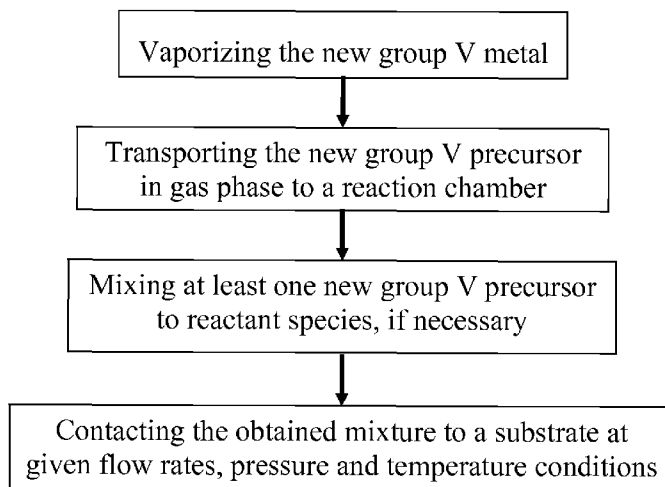 Vaporizing the new group V metal
Transporting the new group V precursor
in gas phase to a reaction chamber
Mixing at least one new group V precursor
to reactant species, if necessary
Contacting the obtained mixture to a substrate at
given flow rates, pressure and temperature conditions